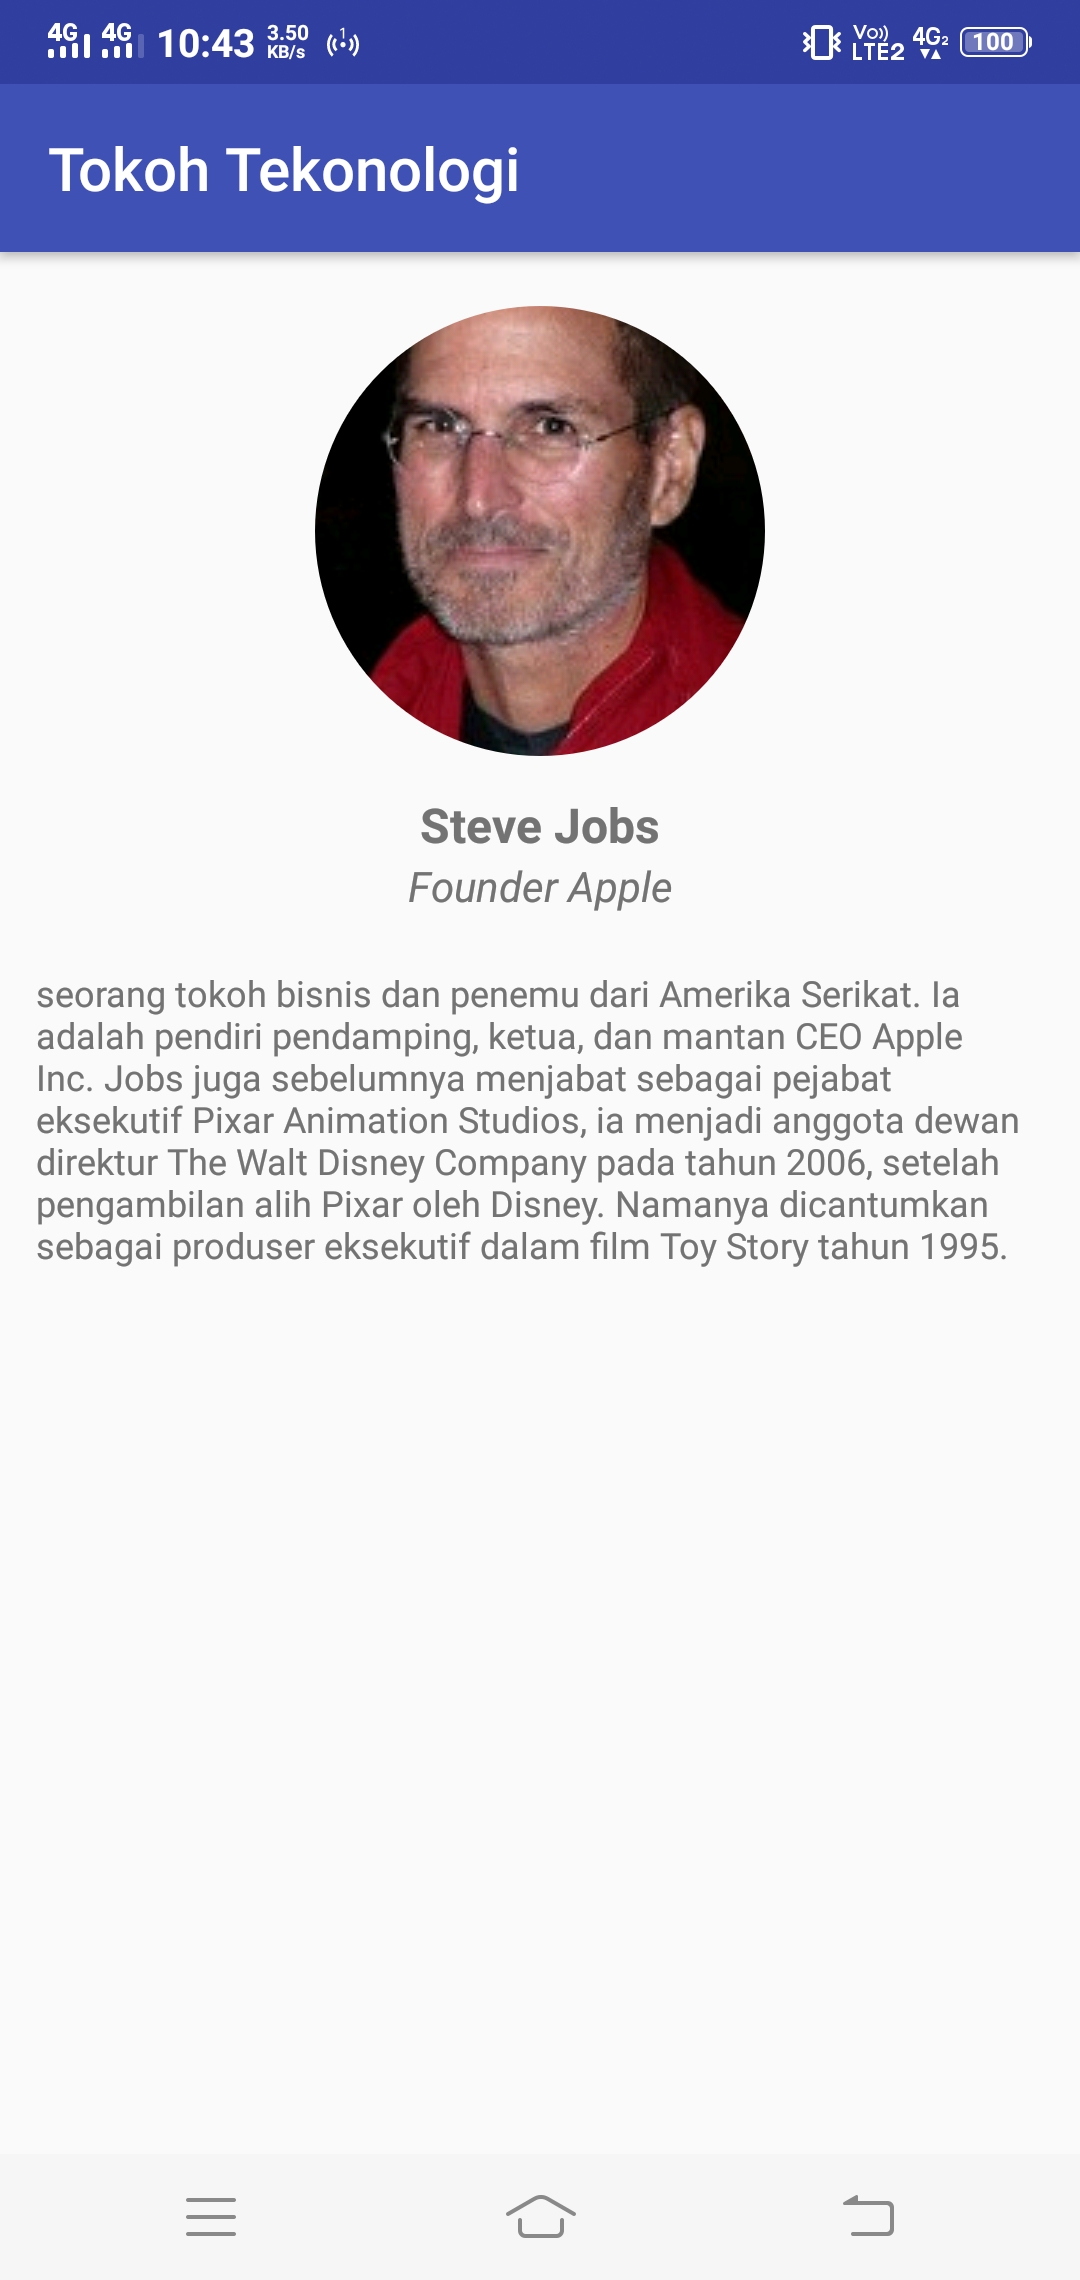 4G 4G 10:43 3.50 KB/s 1 Vo)) LTE2 4G2 100
Tokoh Tekonologi
Steve Jobs
Founder Apple
seorang tokoh bisnis dan penemu dari Amerika Serikat. Ia
adalah pendiri pendamping, ketua, dan mantan CEO Apple
Inc. Jobs juga sebelumnya menjabat sebagai pejabat
eksekutif Pixar Animation Studios, ia menjadi anggota dewan
direktur The Walt Disney Company pada tahun 2006, setelah
pengambilan alih Pixar oleh Disney. Namanya dicantumkan
sebagai produser eksekutif dalam film Toy Story tahun 1995.